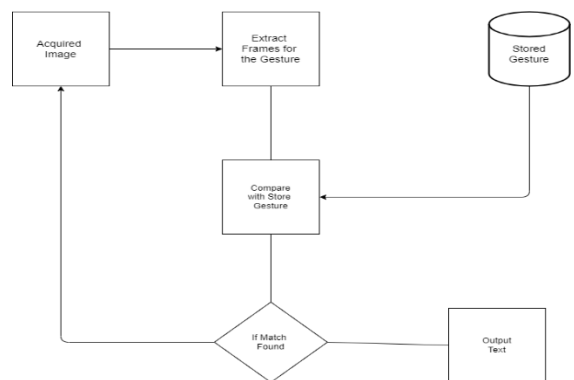 Acquired
Image
Extract
Frames for
the Gesture
Stored
Gesture
Compare
with Store
Gesture
If Match
Found
Output
Text